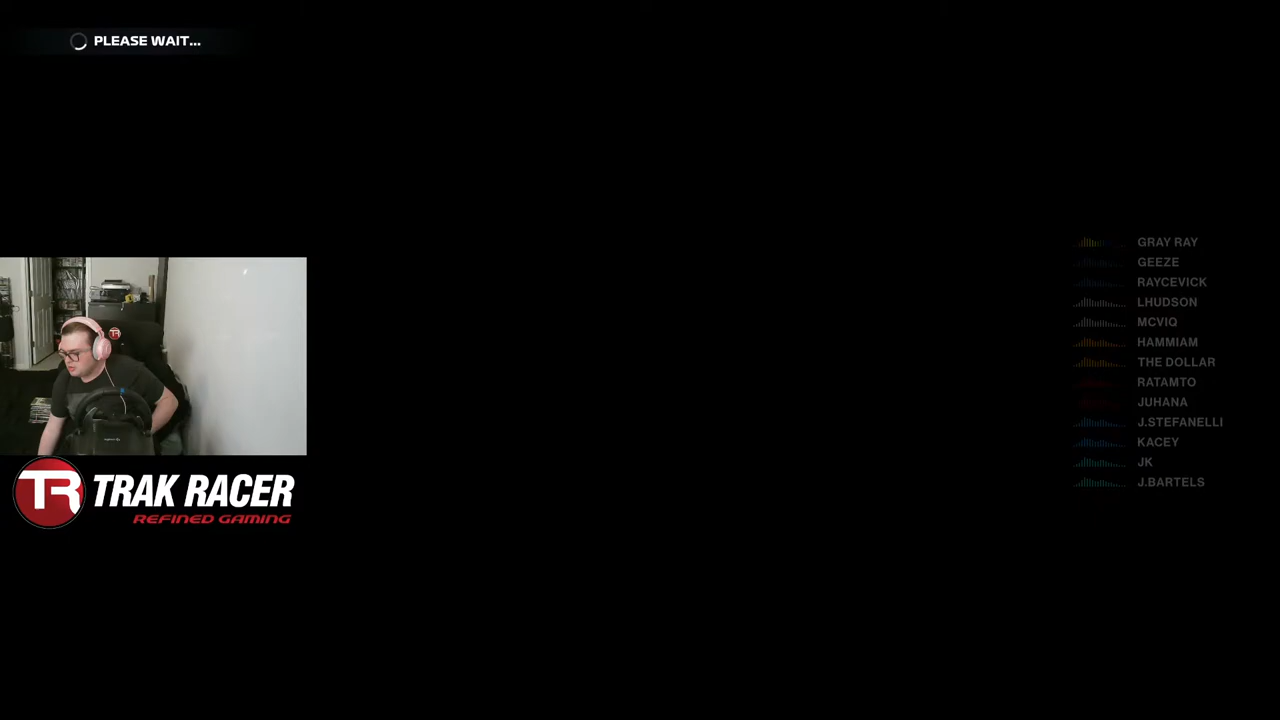 PLEASE WAIT...
GRAY RAY
GEEZE
RAYCEVICK
LHUDSON
MCVIQ
HAMMIAM
THE DOLLAR
RATAMTO
JUHANA
J.STEFANELLI
KACEY
JK
J.BARTELS
TR TRAK RACER
REFINED GAMING